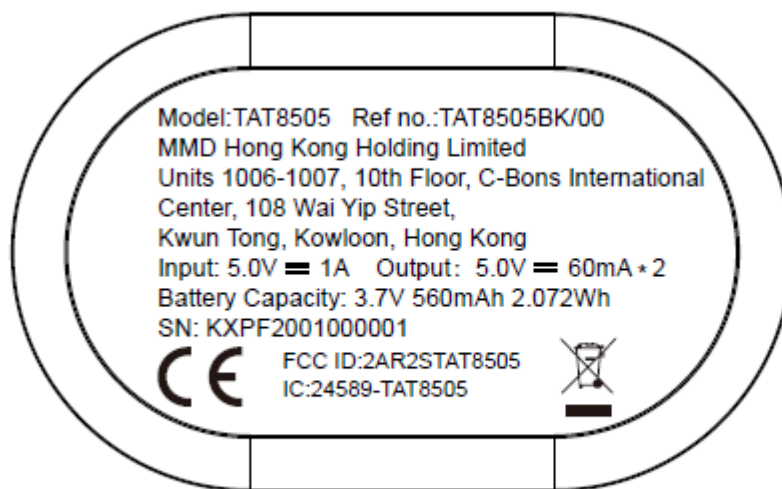 Model:TAT8505 Ref no.:TAT8505BK/00
MMD Hong Kong Holding Limited
Units 1006-1007, 10th Floor, C-Bons International
Center, 108 Wai Yip Street,
Kwun Tong, Kowloon, Hong Kong
Input: 5.0V ⎓ 1A Output: 5.0V ⎓ 60mA*2
Battery Capacity: 3.7V 560mAh 2.072Wh
SN: KXPF2001000001
CE FCC ID:2AR2STAT8505
IC:24589-TAT8505